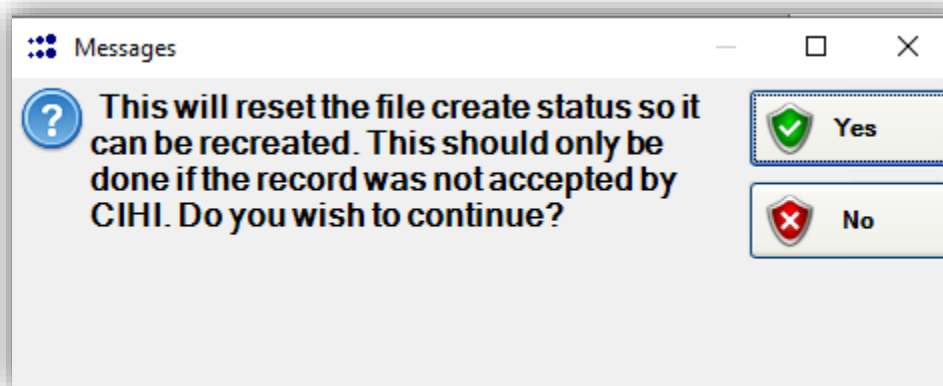 Messages
This will reset the file create status so it
can be recreated. This should only be
done if the record was not accepted by
CIHI. Do you wish to continue?
Yes
No